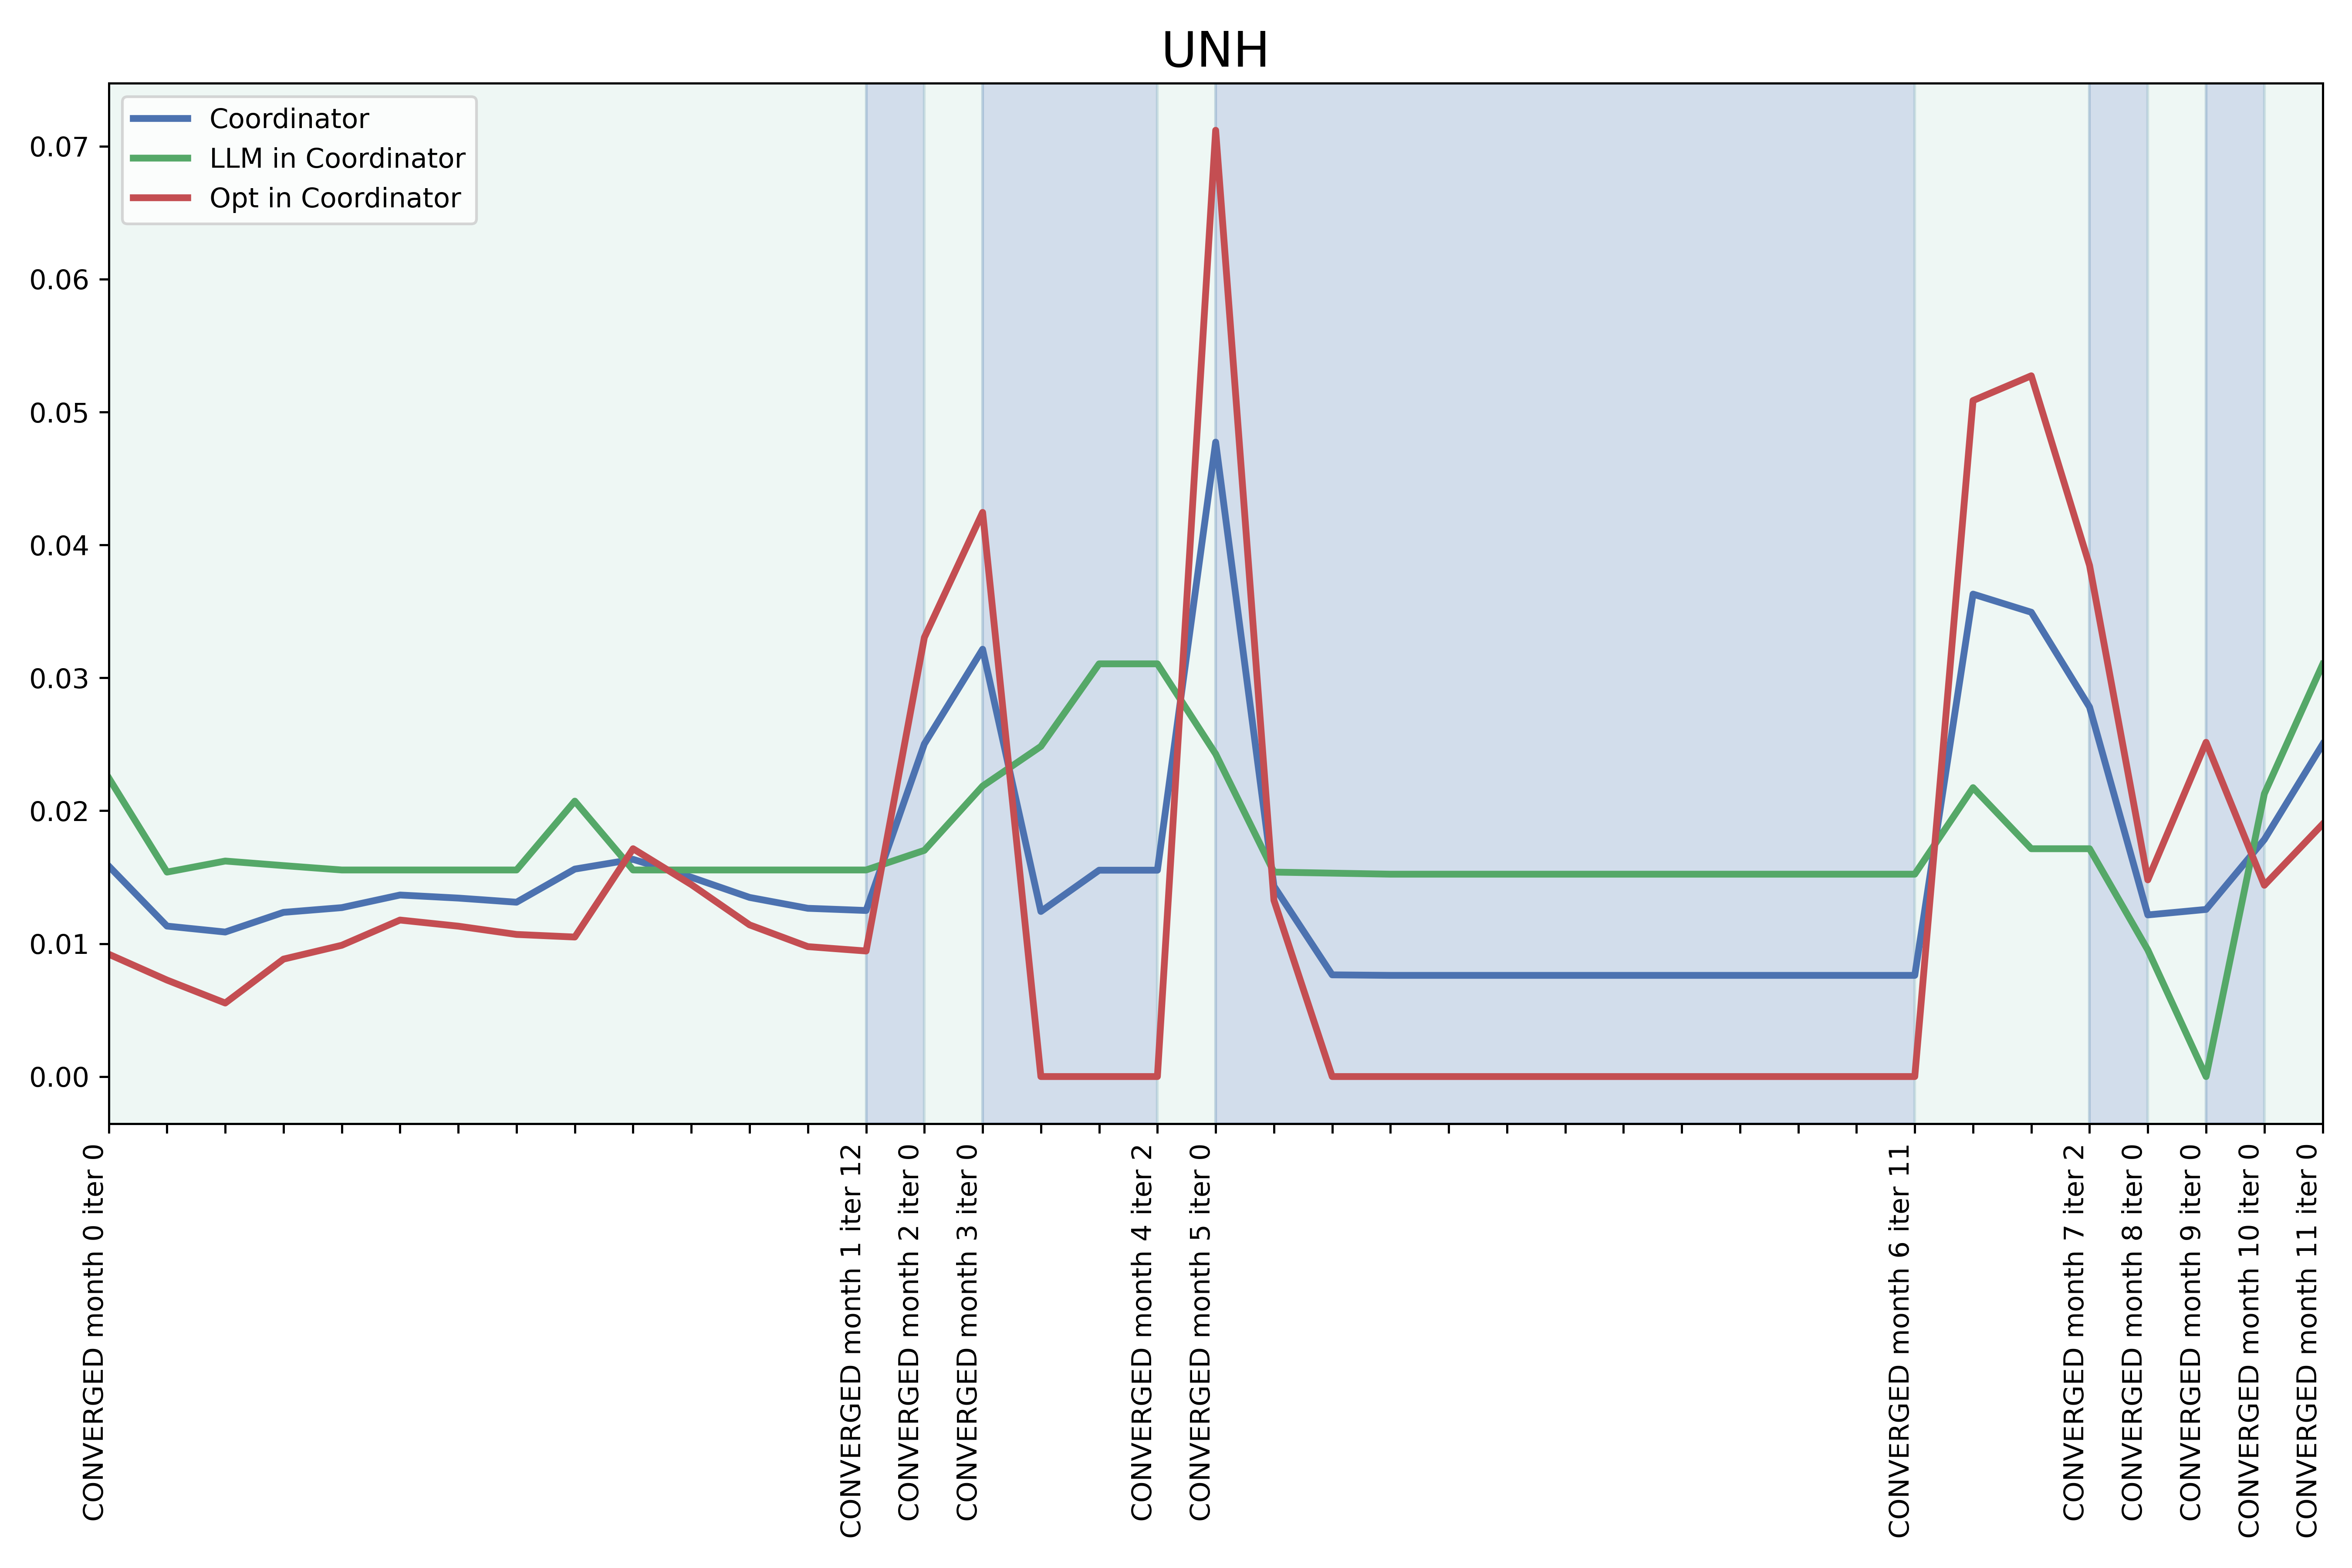 UNH
Coordinator
LLM in Coordinator
Opt in Coordinator
0.07
0.06
0.05
0.04
0.03
0.02
0.01
0.00
CONVERGED month 0 iter 0
CONVERGED month 1 iter 12
CONVERGED month 2 iter 0
CONVERGED month 3 iter 0
CONVERGED month 4 iter 2
CONVERGED month 5 iter 0
CONVERGED month 6 iter 11
CONVERGED month 7 iter 2
CONVERGED month 8 iter 0
CONVERGED month 9 iter 0
CONVERGED month 10 iter 0
CONVERGED month 11 iter 0